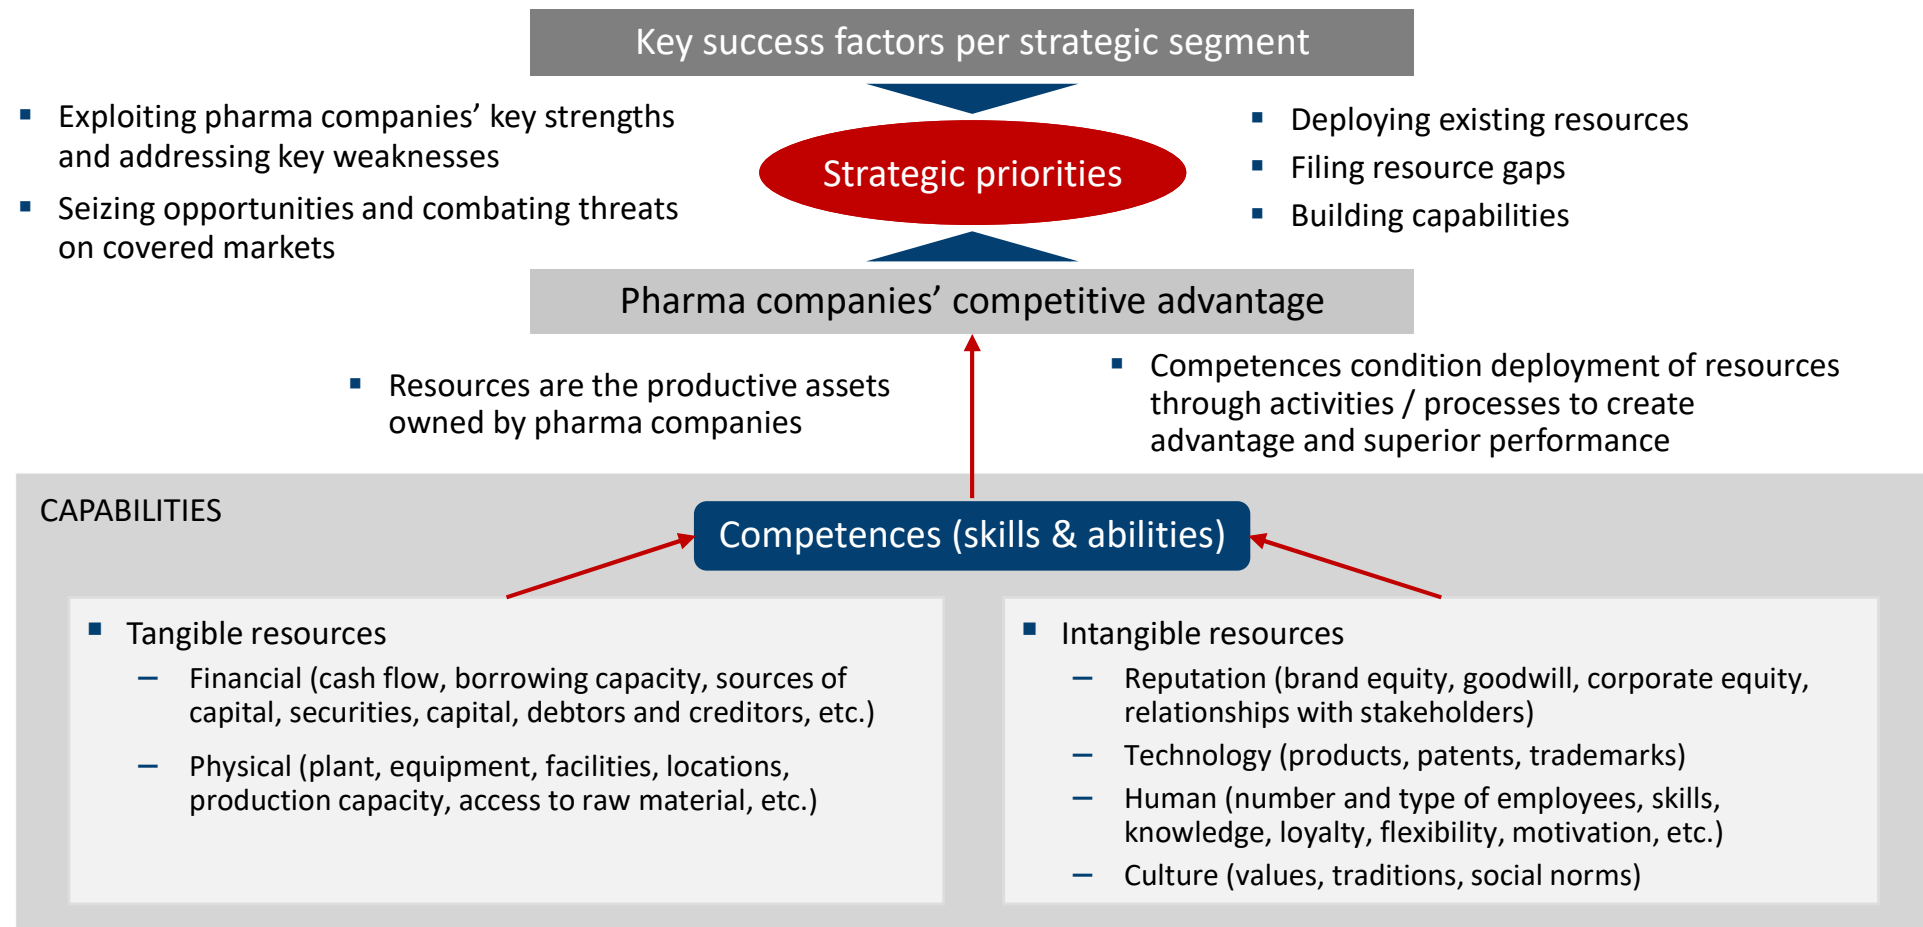 Key success factors per strategic segment
▪ Exploiting pharma companies’ key strengths
and addressing key weaknesses
▪ Seizing opportunities and combating threats
on covered markets
Strategic priorities
▪ Deploying existing resources
▪ Filing resource gaps
▪ Building capabilities
Pharma companies’ competitive advantage
▪ Resources are the productive assets
owned by pharma companies
▪ Competences condition deployment of resources
through activities / processes to create
advantage and superior performance
CAPABILITIES
Competences (skills & abilities)
▪ Tangible resources
– Financial (cash flow, borrowing capacity, sources of
capital, securities, capital, debtors and creditors, etc.)
– Physical (plant, equipment, facilities, locations,
production capacity, access to raw material, etc.)
▪ Intangible resources
– Reputation (brand equity, goodwill, corporate equity,
relationships with stakeholders)
– Technology (products, patents, trademarks)
– Human (number and type of employees, skills,
knowledge, loyalty, flexibility, motivation, etc.)
– Culture (values, traditions, social norms)